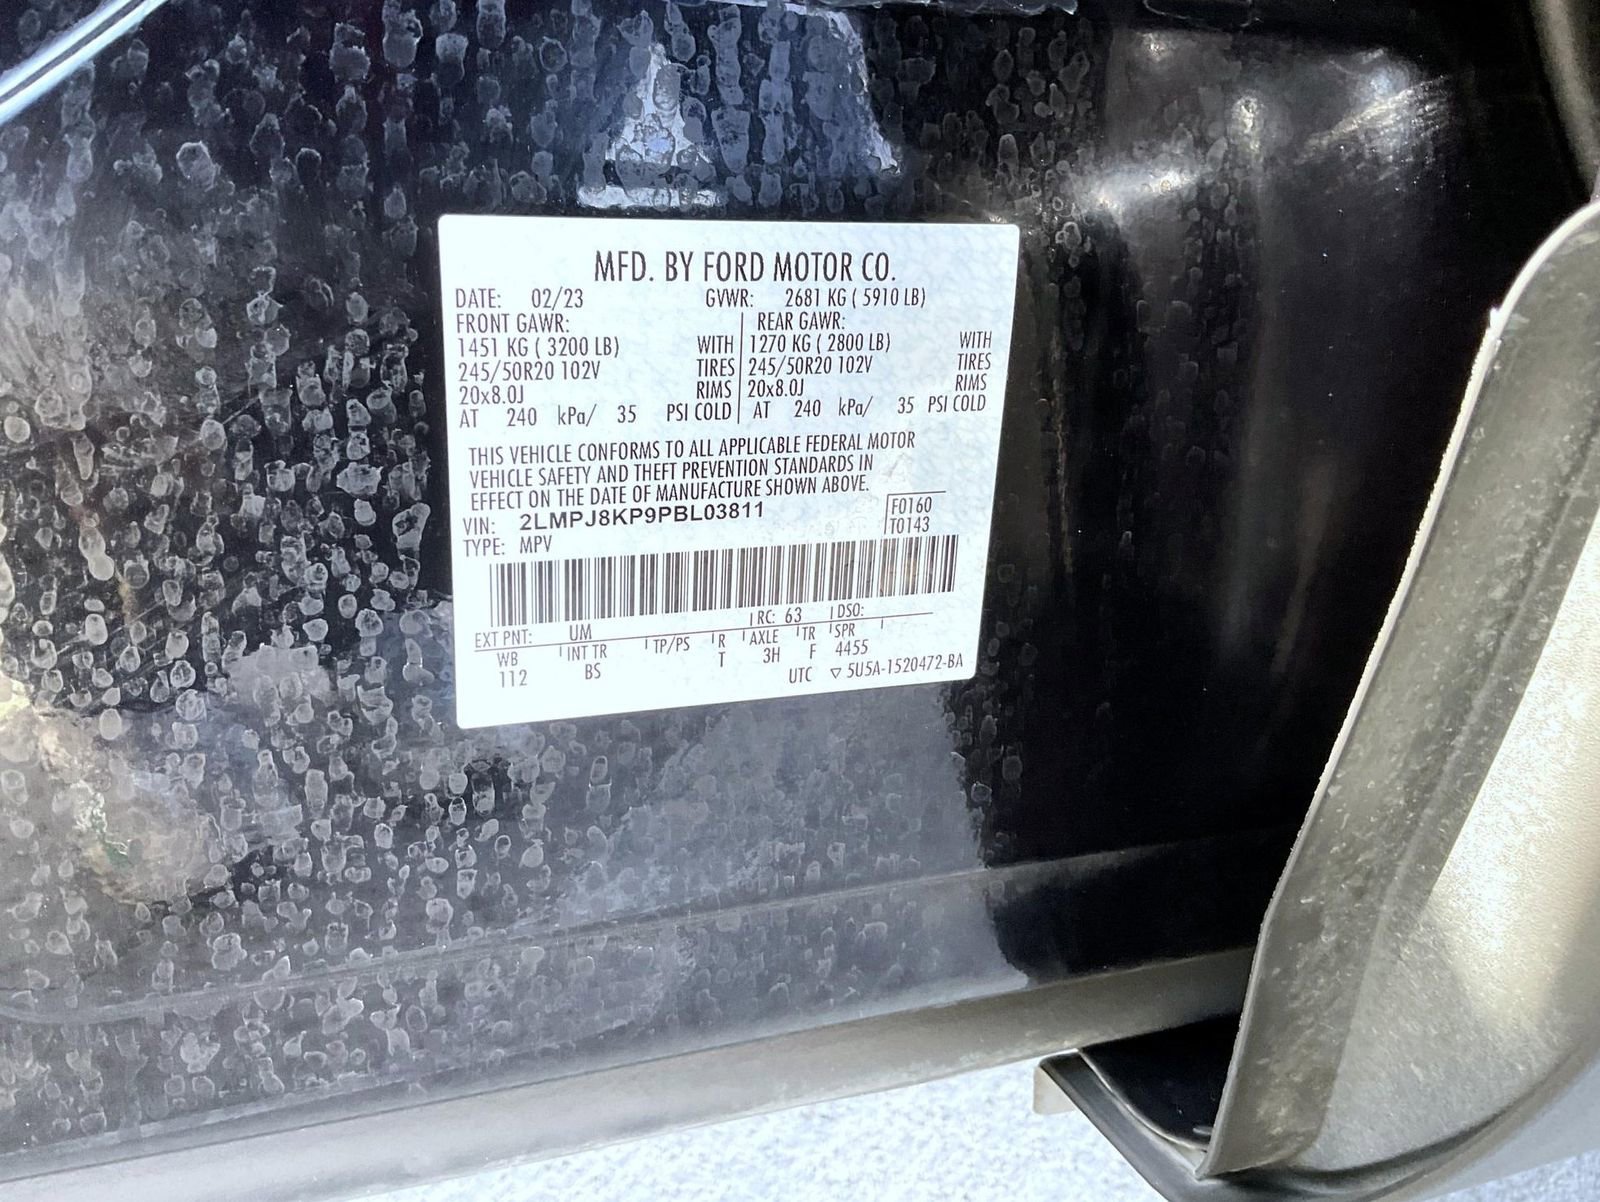 MFD. BY FORD MOTOR CO.
DATE: 02/23 GVWR: 2681 KG ( 5910 LB)
FRONT GAWR: REAR GAWR:
1451 KG ( 3200 LB) WITH 1270 KG ( 2800 LB) WITH
245/50R20 102V TIRES 245/50R20 102V TIRES
20x8.0J RIMS 20x8.0J RIMS
AT 240 kPa/ 35 PSI COLD AT 240 kPa/ 35 PSI COLD
THIS VEHICLE CONFORMS TO ALL APPLICABLE FEDERAL MOTOR
VEHICLE SAFETY AND THEFT PREVENTION STANDARDS IN
EFFECT ON THE DATE OF MANUFACTURE SHOWN ABOVE.
VIN: 2LMPJ8KP9PBL03811 F0160
TYPE: MPV T0143
EXT PNT: UM RC: 63 DSO:
WB INT TR TP/PS R AXLE TR SPR
112 BS T 3H F 4455
UTC ▽ 5U5A-1520472-BA